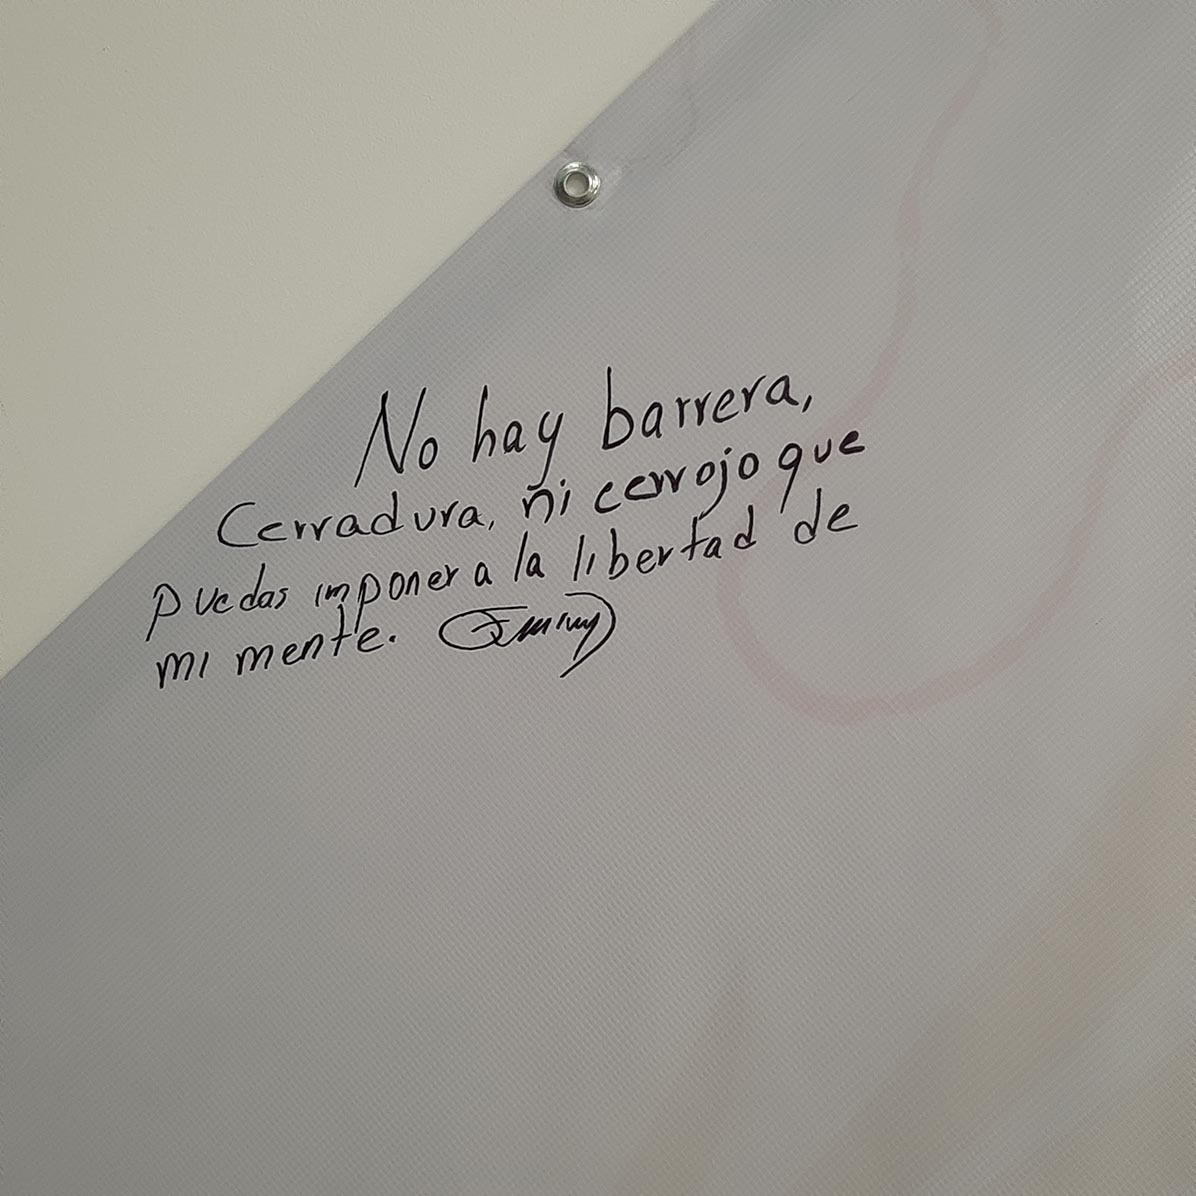 No hay barrera,
Cerradura, ni cerrojo que
puedas imponer a la libertad de
mi mente.